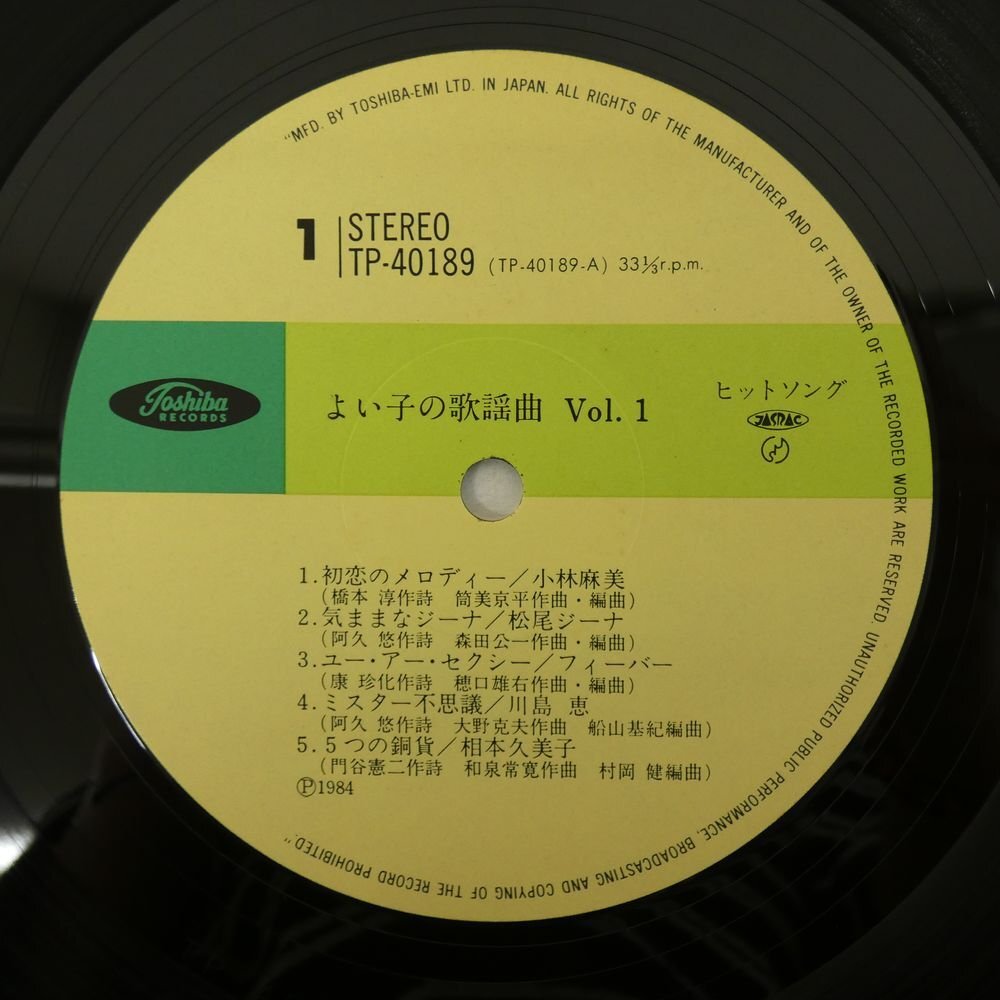 "MFD. BY TOSHIBA-EMI LTD. IN JAPAN. ALL RIGHTS OF THE MANUFACTURER AND OF THE OWNER OF THE RECORDED WORK ARE RESERVED. UNAUTHORIZED PUBLIC PERFORMANCE, BROADCASTING AND COPYING OF THE RECORD PROHIBITED."
1 STEREO
TP-40189 (TP-40189-A) 33⅓r.p.m.
Toshiba
RECORDS
よい子の歌謡曲 Vol. 1
ヒットソング
JASRAC
1.初恋のメロディー/小林麻美
(橋本 淳作詩 筒美京平作曲・編曲)
2.気ままなジーナ/松尾ジーナ
(阿久 悠作詩 森田公一作曲・編曲)
3.ユー・アー・セクシー/フィーバー
(康 珍化作詩 穂口雄右作曲・編曲)
4.ミスター不思議/川島 恵
(阿久 悠作詩 大野克夫作曲 船山基紀編曲)
5.5つの銅貨/相本久美子
(門谷憲二作詩 和泉常寛作曲 村岡 健編曲)
Ⓟ1984